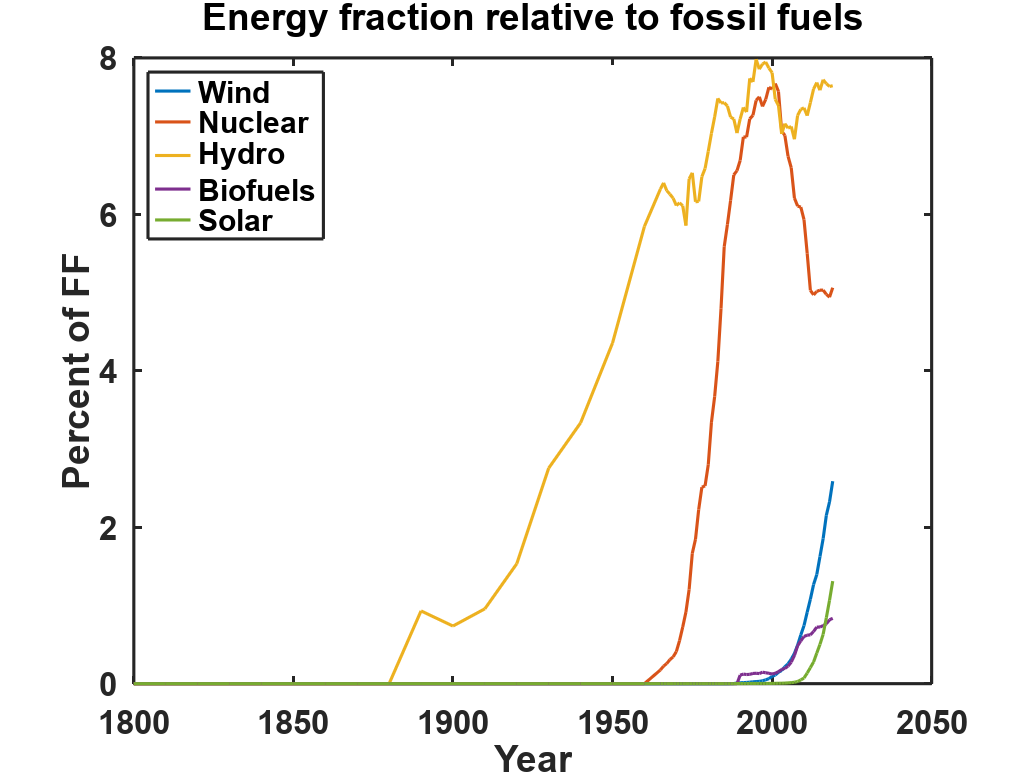 Energy fraction relative to fossil fuels
8
6
4
2
0
Percent of FF
Wind
Nuclear
Hydro
Biofuels
Solar
1800 1850 1900 1950 2000 2050
Year